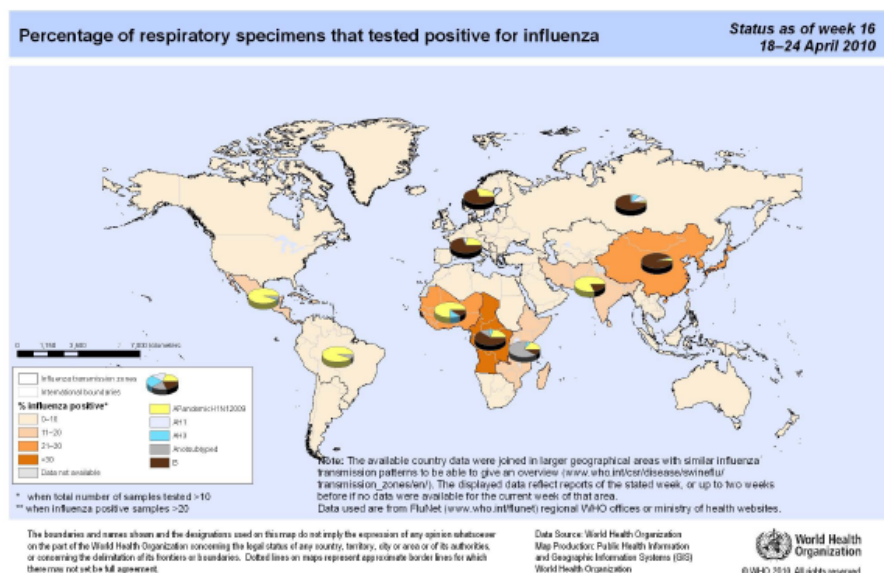 Percentage of respiratory specimens that tested positive for influenza
Status as of week 16
18–24 April 2010
0 1,750 3,500 7,000 Kilometers
Influenza transmission zones
International boundaries
% influenza positive*
0–10
11–20
21–30
>30
Data not available
APandemicH1N12009
AH1
AH3
Anotsubtyped
B
* when total number of samples tested >10
** when influenza positive samples >20
Note: The available country data were joined in larger geographical areas with similar influenza
transmission patterns to be able to give an overview (www.who.int/csr/disease/swineflu/
transmission_zones/en/). The displayed data reflect reports of the stated week, or up to two weeks
before if no data were available for the current week of that area.
Data used are from FluNet (www.who.int/flunet) regional WHO offices or ministry of health websites.
The boundaries and names shown and the designations used on this map do not imply the expression of any opinion whatsoever
on the part of the World Health Organization concerning the legal status of any country, territory, city or area or of its authorities,
or concerning the delimitation of its frontiers or boundaries. Dotted lines on maps represent approximate border lines for which
there may not yet be full agreement.
Data Source: World Health Organization
Map Production: Public Health Information
and Geographic Information Systems (GIS)
World Health Organization
World Health
Organization
© WHO 2010. All rights reserved